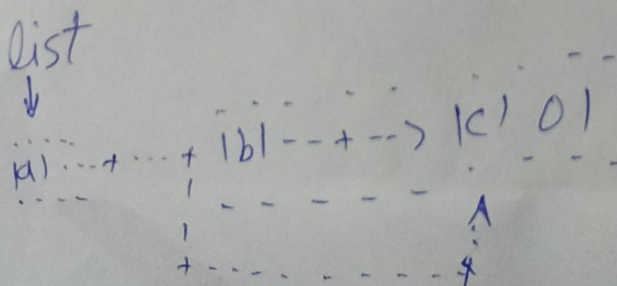 list
|a| ...+ ... + |b| --+--> |c| 0|